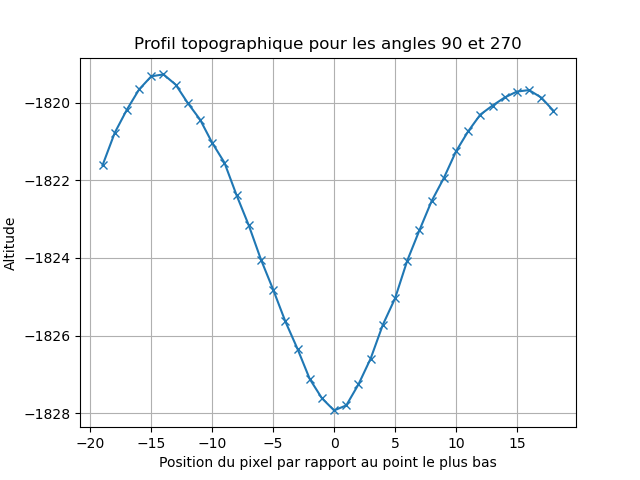 Profil topographique pour les angles 90 et 270
Altitude
−1820
−1822
−1824
−1826
−1828
−20 −15 −10 −5 0 5 10 15
Position du pixel par rapport au point le plus bas